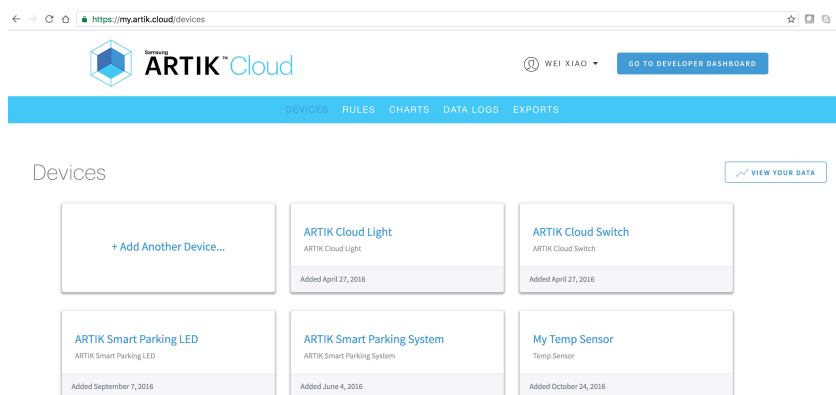 https://my.artik.cloud/devices
Samsung
ARTIK™Cloud
WEI XIAO
GO TO DEVELOPER DASHBOARD
DEVICES RULES CHARTS DATA LOGS EXPORTS
Devices
VIEW YOUR DATA
+ Add Another Device...
ARTIK Cloud Light
ARTIK Cloud Light
Added April 27, 2016
ARTIK Cloud Switch
ARTIK Cloud Switch
Added April 27, 2016
ARTIK Smart Parking LED
ARTIK Smart Parking LED
Added September 7, 2016
ARTIK Smart Parking System
ARTIK Smart Parking System
Added June 4, 2016
My Temp Sensor
Temp Sensor
Added October 24, 2016